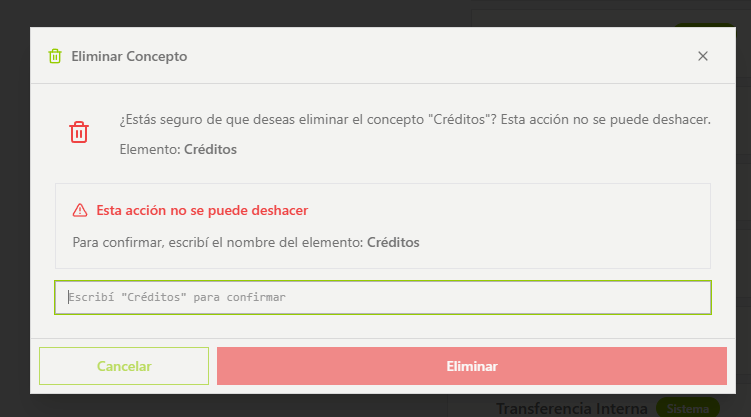 Eliminar Concepto
¿Estás seguro de que deseas eliminar el concepto "Créditos"? Esta acción no se puede deshacer.
Elemento: Créditos
Esta acción no se puede deshacer
Para confirmar, escribí el nombre del elemento: Créditos
Escribí "Créditos" para confirmar
Cancelar
Eliminar
Transferencia Interna Sistema